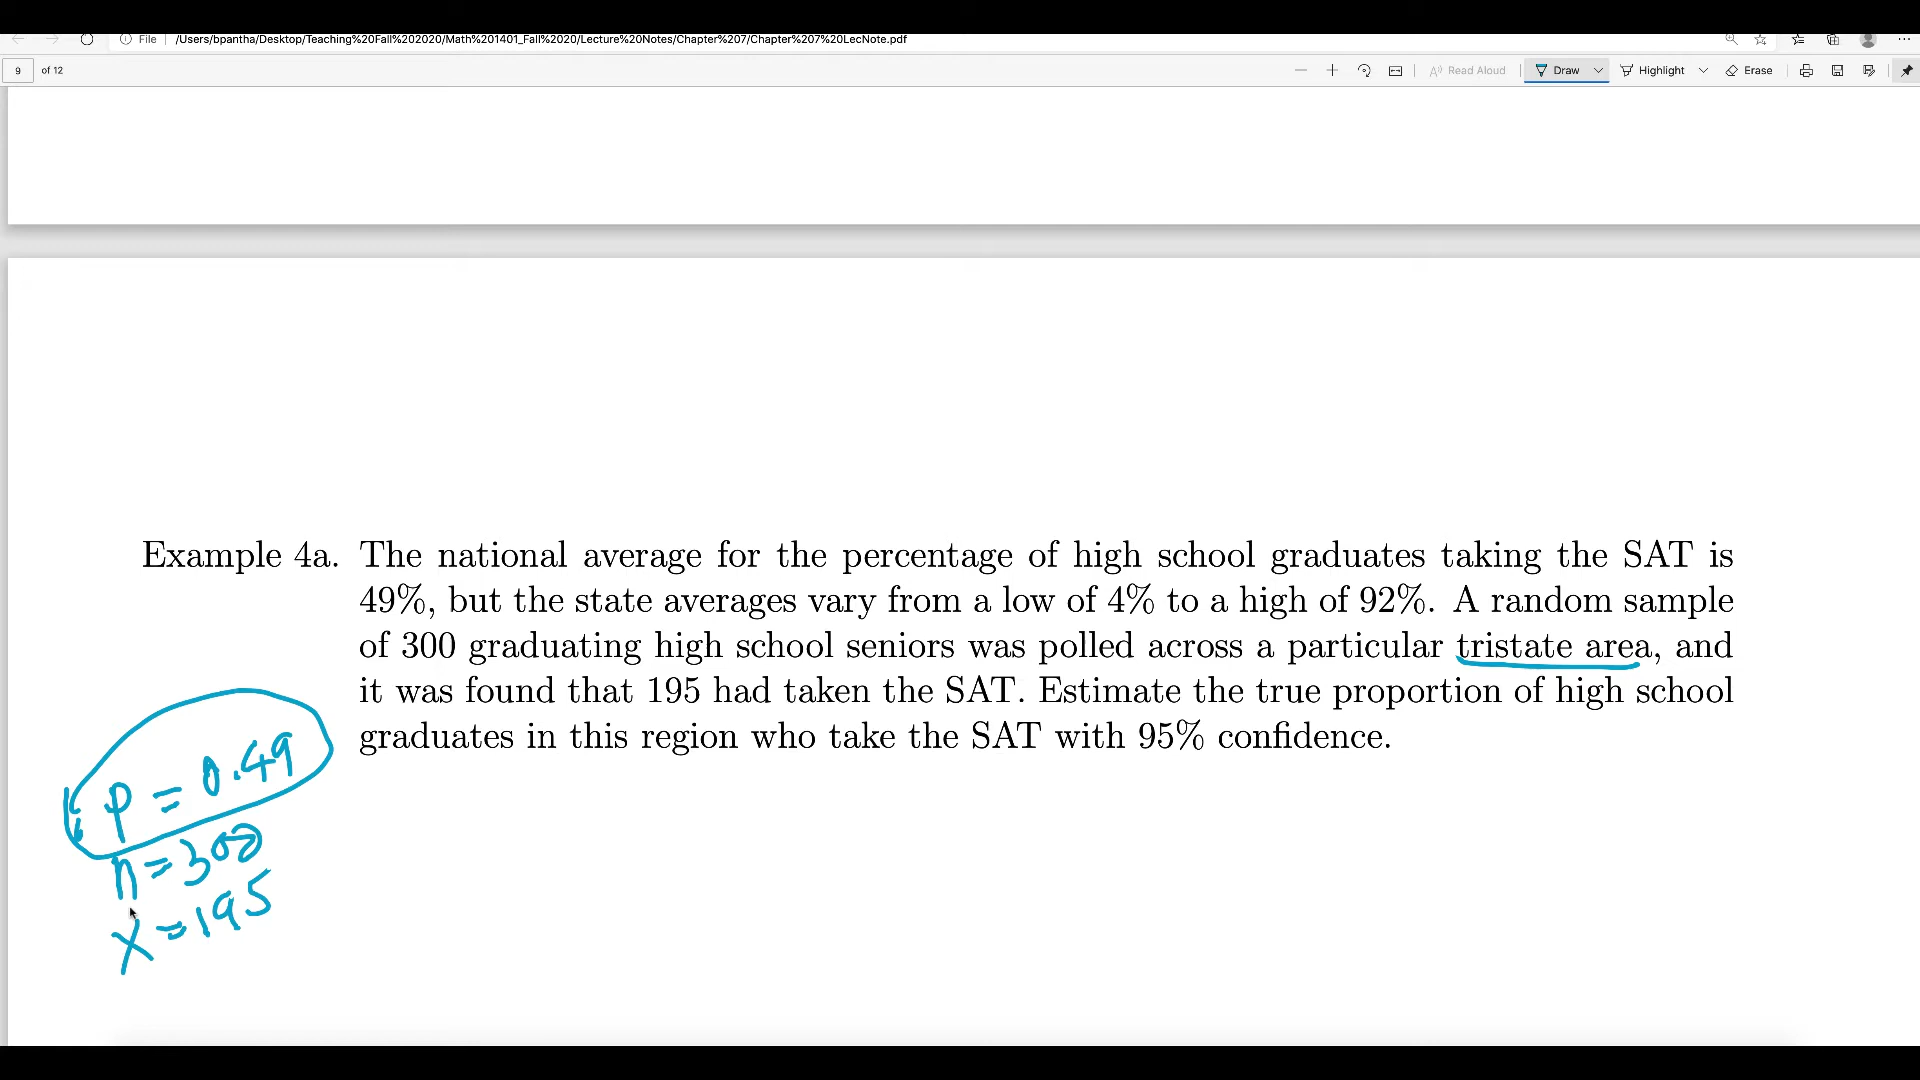 File /Users/bpantha/Desktop/Teaching%20Fall%202020/Math%201401_Fall%2020/Lecture%20Notes/Chapter%207/Chapter%207%20LecNote.pdf
9 of 12 Read Aloud Draw Highlight Erase
Example 4a. The national average for the percentage of high school graduates taking the SAT is
49%, but the state averages vary from a low of 4% to a high of 92%. A random sample
of 300 graduating high school seniors was polled across a particular tristate area, and
it was found that 195 had taken the SAT. Estimate the true proportion of high school
graduates in this region who take the SAT with 95% confidence.
p = 0.49
n = 300
X = 195